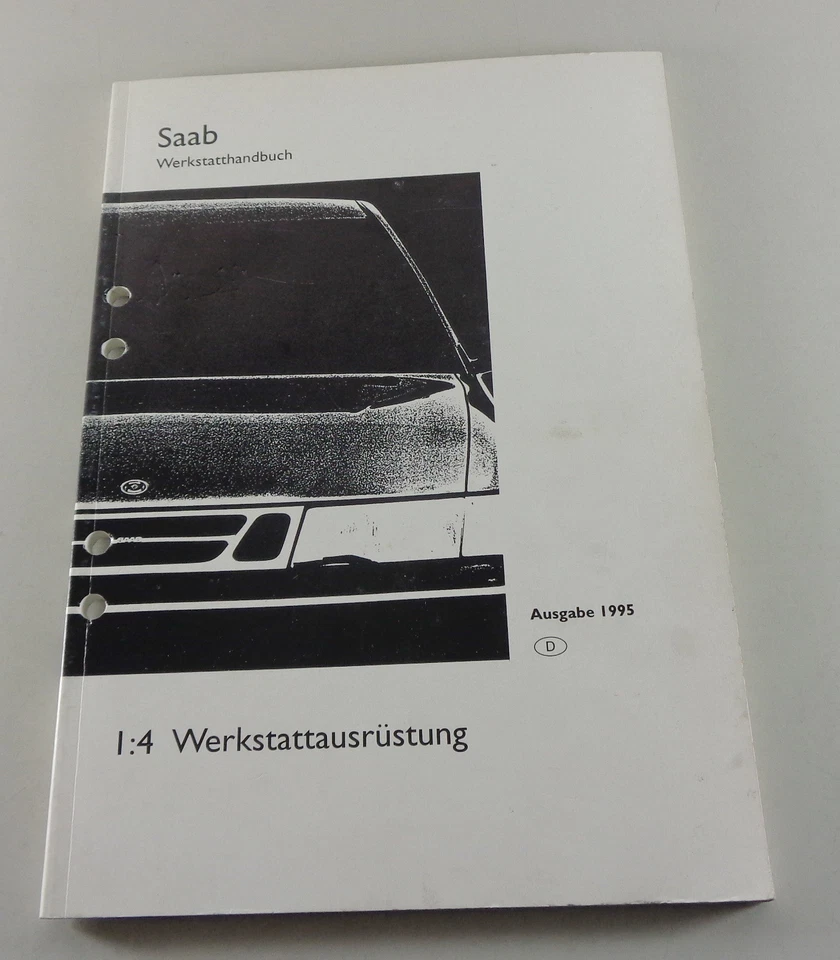 Saab
Werkstatthandbuch
Ausgabe 1995
D
1:4 Werkstattausrüstung